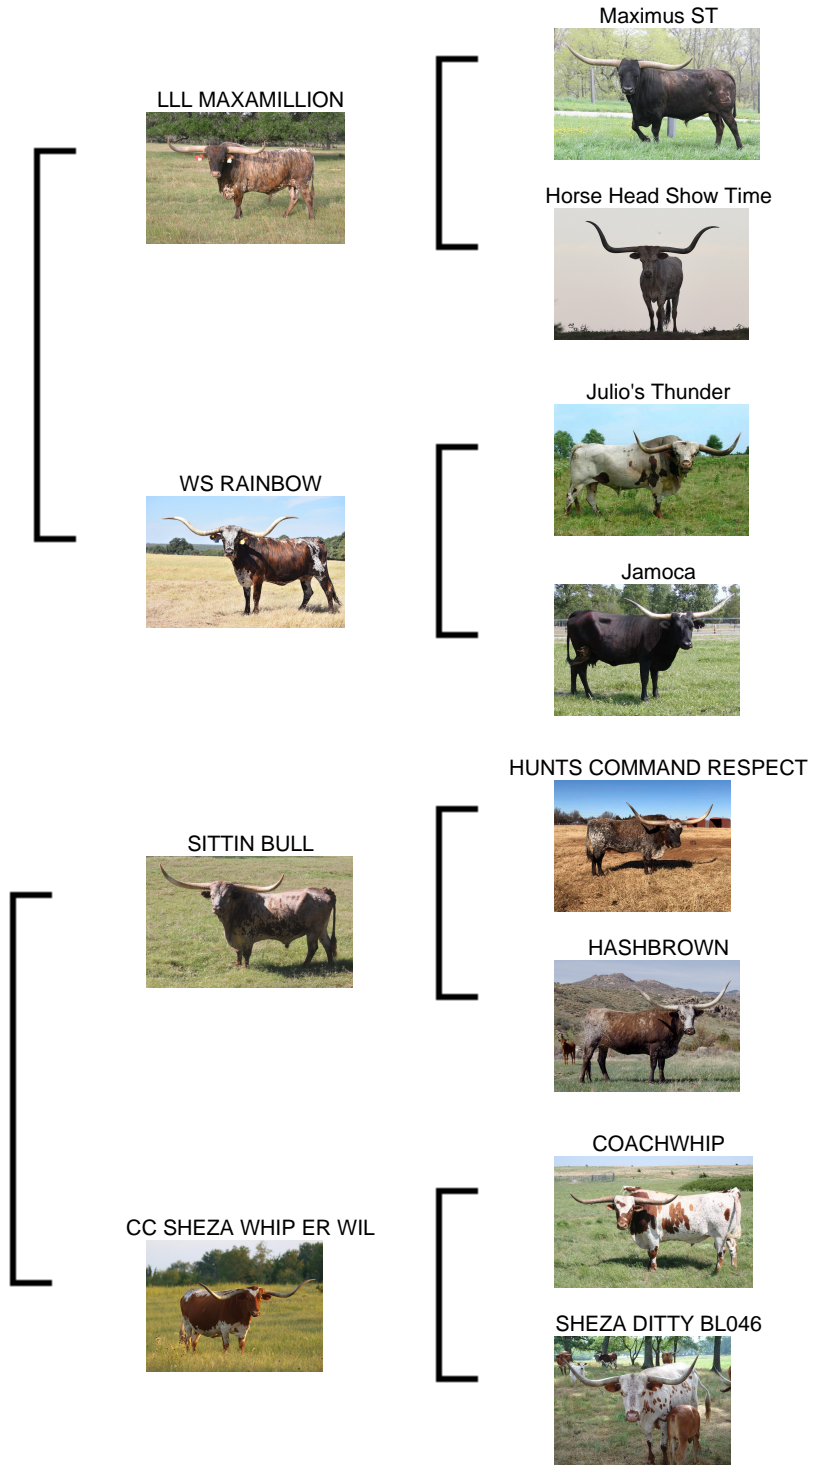 Maximus ST
LLL MAXAMILLION
Horse Head Show Time
Julio's Thunder
WS RAINBOW
Jamoca
HUNTS COMMAND RESPECT
SITTIN BULL
HASHBROWN
COACHWHIP
CC SHEZA WHIP ER WIL
SHEZA DITTY BL046